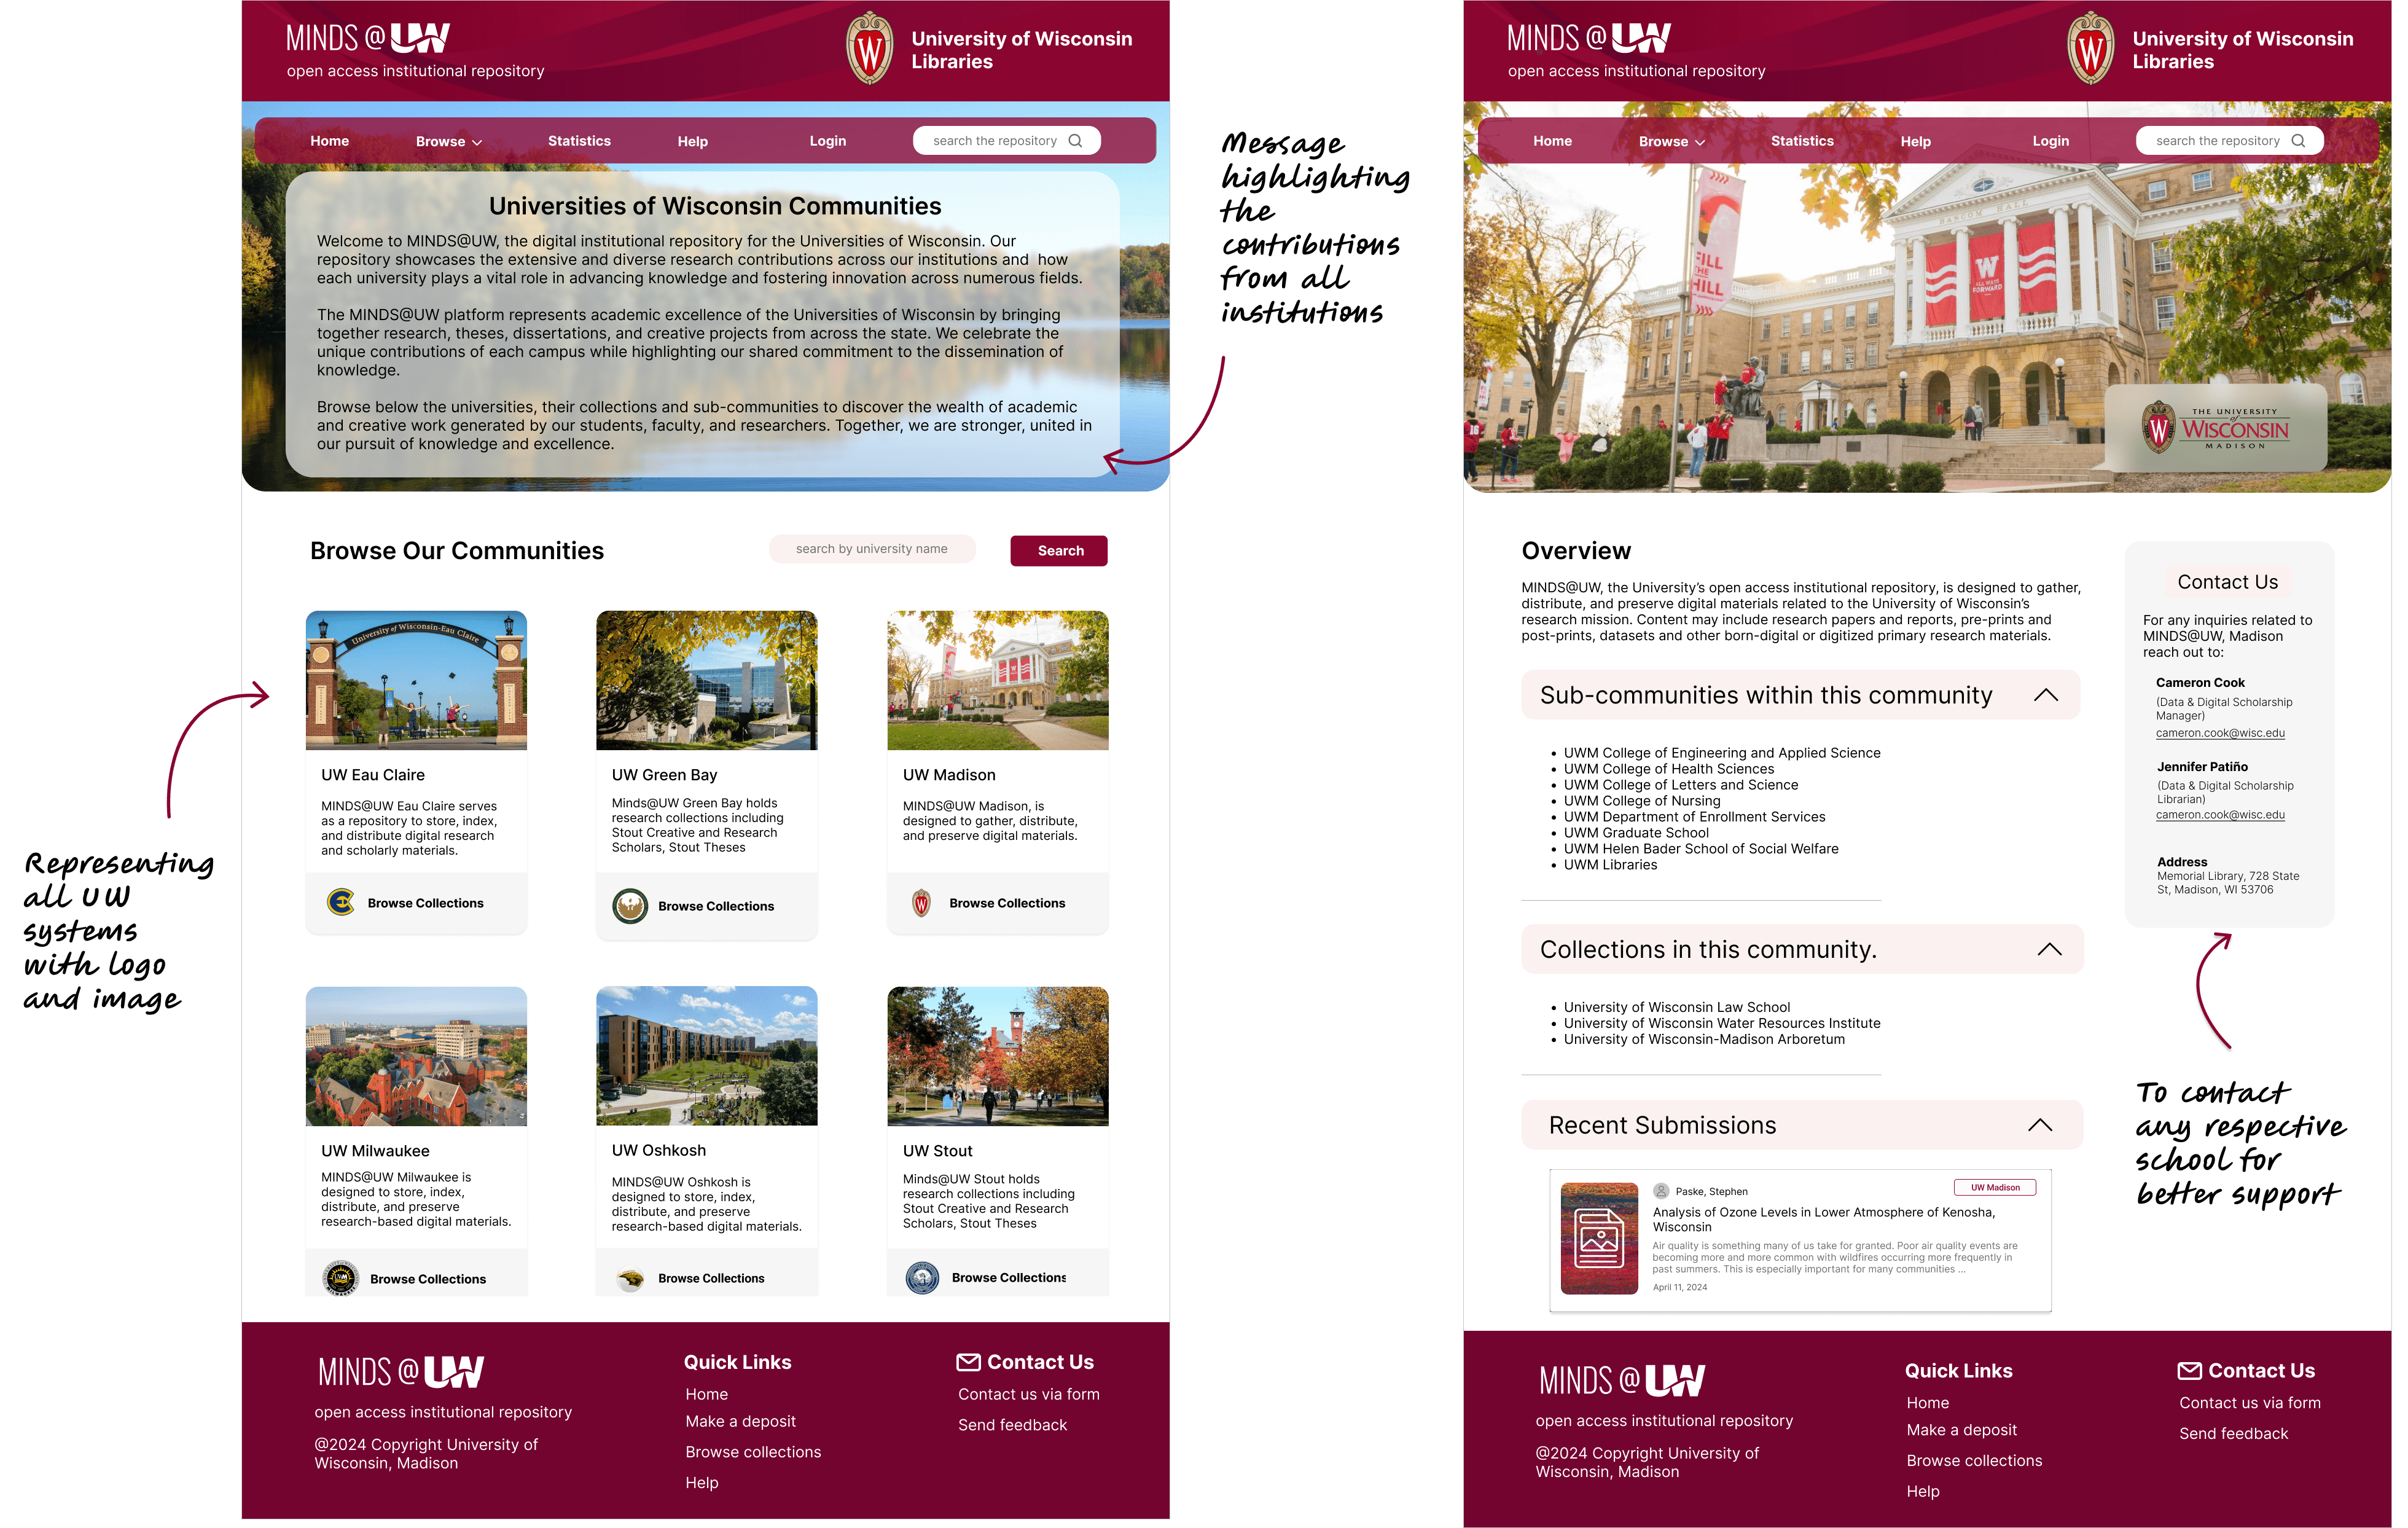 MINDS @ UW
open access institutional repository
University of Wisconsin
Libraries
Home
Browse
Statistics
Help
Login
search the repository
Universities of Wisconsin Communities
Welcome to MINDS@UW, the digital institutional repository for the Universities of Wisconsin. Our
repository showcases the extensive and diverse research contributions across our institutions and how
each university plays a vital role in advancing knowledge and fostering innovation across numerous fields.
The MINDS@UW platform represents academic excellence of the Universities of Wisconsin by bringing
together research, theses, dissertations, and creative projects from across the state. We celebrate the
unique contributions of each campus while highlighting our shared commitment to the dissemination of
knowledge.
Browse below the universities, their collections and sub-communities to discover the wealth of academic
and creative work generated by our students, faculty, and researchers. Together, we are stronger, united in
our pursuit of knowledge and excellence.
Message
highlighting
the
contributions
from all
institutions
Browse Our Communities
search by university name
Search
Representing
all UW
systems
with logo
and image
University of Wisconsin-Eau Claire
UW Eau Claire
MINDS@UW Eau Claire serves
as a repository to store, index,
and distribute digital research
and scholarly materials.
Browse Collections
UW Green Bay
Minds@UW Green Bay holds
research collections including
Stout Creative and Research
Scholars, Stout Theses
Browse Collections
W
UW Madison
MINDS@UW Madison, is
designed to gather, distribute,
and preserve digital materials.
W
Browse Collections
UW Milwaukee
MINDS@UW Milwaukee is
designed to store, index,
distribute, and preserve
research-based digital materials.
Browse Collections
UW Oshkosh
MINDS@UW Oshkosh is
designed to store, index,
distribute, and preserve
research-based digital materials.
Browse Collections
UW Stout
Minds@UW Stout holds
research collections including
Stout Creative and Research
Scholars, Stout Theses
Browse Collections
MINDS @ UW
open access institutional repository
@2024 Copyright University of
Wisconsin, Madison
Quick Links
Home
Make a deposit
Browse collections
Help
Contact Us
Contact us via form
Send feedback
MINDS @ UW
open access institutional repository
W
University of Wisconsin
Libraries
Home
Browse
Statistics
Help
Login
search the repository
BASCOM HALL
FILL
THE
HILL
W
ALL WAYS
FORWARD
W
THE UNIVERSITY
of
WISCONSIN
MADISON
Overview
MINDS@UW, the University's open access institutional repository, is designed to gather,
distribute, and preserve digital materials related to the University of Wisconsin's
research mission. Content may include research papers and reports, pre-prints and
post-prints, datasets and other born-digital or digitized primary research materials.
Sub-communities within this community
• UWM College of Engineering and Applied Science
• UWM College of Health Sciences
• UWM College of Letters and Science
• UWM College of Nursing
• UWM Department of Enrollment Services
• UWM Graduate School
• UWM Helen Bader School of Social Welfare
• UWM Libraries
Collections in this community.
• University of Wisconsin Law School
• University of Wisconsin Water Resources Institute
• University of Wisconsin-Madison Arboretum
Recent Submissions
Paske, Stephen
UW Madison
Analysis of Ozone Levels in Lower Atmosphere of Kenosha,
Wisconsin
Air quality is something many of us take for granted. Poor air quality events are
becoming more and more common with wildfires occurring more frequently in
past summers. This is especially important for many communities ...
April 11, 2024
Contact Us
For any inquiries related to
MINDS@UW, Madison
reach out to:
Cameron Cook
(Data & Digital Scholarship
Manager)
cameron.cook@wisc.edu
Jennifer Patiño
(Data & Digital Scholarship
Librarian)
cameron.cook@wisc.edu
Address
Memorial Library, 728 State
St, Madison, WI 53706
To contact
any respective
school for
better support
MINDS @ UW
open access institutional repository
@2024 Copyright University of
Wisconsin, Madison
Quick Links
Home
Make a deposit
Browse collections
Help
Contact Us
Contact us via form
Send feedback